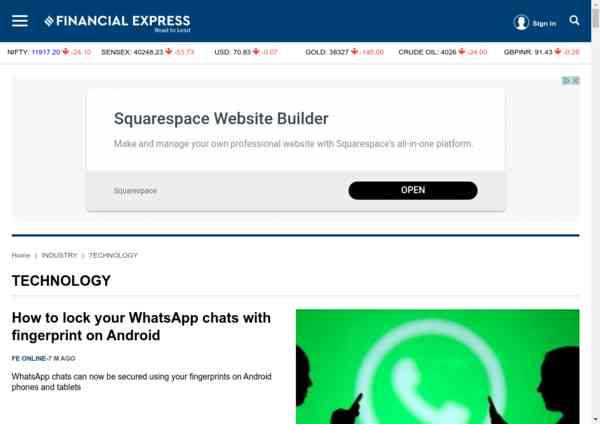 FINANCIAL EXPRESS
Read to Lead
Sign In
NIFTY: 11917.20 -24.10 SENSEX: 40248.23 -53.73 USD: 70.83 -0.07 GOLD: 38327 -145.00 CRUDE OIL: 4026 -24.00 GBPINR: 91.43 -0.28
Squarespace Website Builder
Make and manage your own professional website with Squarespace's all-in-one platform.
Squarespace OPEN
Home | INDUSTRY | TECHNOLOGY
TECHNOLOGY
How to lock your WhatsApp chats with
fingerprint on Android
FE ONLINE-7 M AGO
WhatsApp chats can now be secured using your fingerprints on Android
phones and tablets